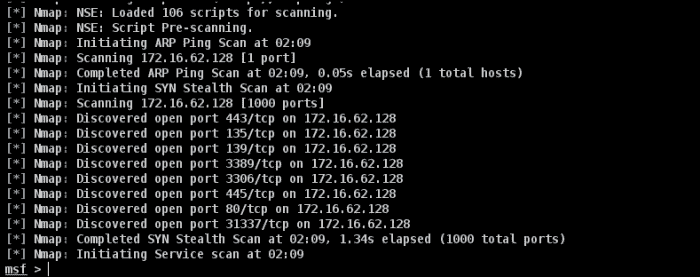 [*] Nmap: NSE: Loaded 106 scripts for scanning.
[*] Nmap: NSE: Script Pre-scanning.
[*] Nmap: Initiating ARP Ping Scan at 02:09
[*] Nmap: Scanning 172.16.62.128 [1 port]
[*] Nmap: Completed ARP Ping Scan at 02:09, 0.05s elapsed (1 total hosts)
[*] Nmap: Initiating SYN Stealth Scan at 02:09
[*] Nmap: Scanning 172.16.62.128 [1000 ports]
[*] Nmap: Discovered open port 443/tcp on 172.16.62.128
[*] Nmap: Discovered open port 135/tcp on 172.16.62.128
[*] Nmap: Discovered open port 139/tcp on 172.16.62.128
[*] Nmap: Discovered open port 3389/tcp on 172.16.62.128
[*] Nmap: Discovered open port 3306/tcp on 172.16.62.128
[*] Nmap: Discovered open port 445/tcp on 172.16.62.128
[*] Nmap: Discovered open port 80/tcp on 172.16.62.128
[*] Nmap: Discovered open port 31337/tcp on 172.16.62.128
[*] Nmap: Completed SYN Stealth Scan at 02:09, 1.34s elapsed (1000 total ports)
[*] Nmap: Initiating Service scan at 02:09
msf >